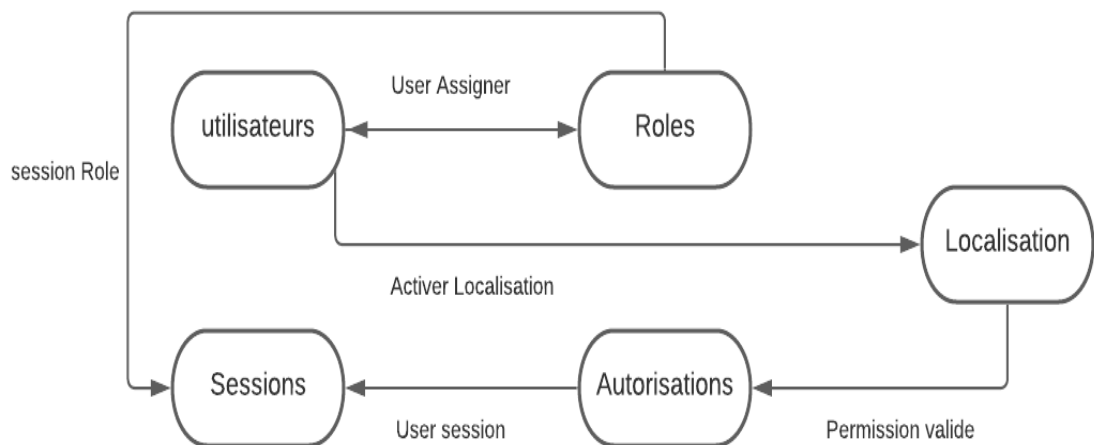 User Assigner
utilisateurs
Roles
session Role
Localisation
Activer Localisation
Sessions
Autorisations
User session
Permission valide